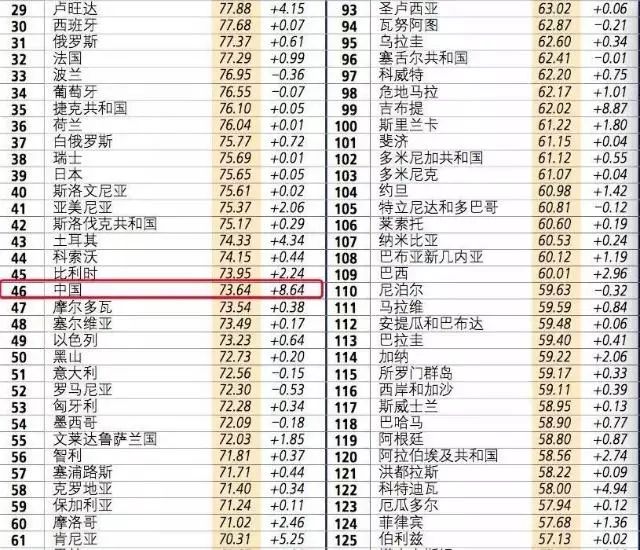 29 卢旺达 77.88 +4.15
30 西班牙 77.68 +0.07
31 俄罗斯 77.37 +0.61
32 法国 77.29 +0.99
33 波兰 76.95 -0.36
34 葡萄牙 76.55 -0.07
35 捷克共和国 76.10 +0.05
36 荷兰 76.04 +0.01
37 白俄罗斯 75.77 +0.72
38 瑞士 75.69 +0.01
39 日本 75.65 +0.05
40 斯洛文尼亚 75.61 +0.02
41 亚美尼亚 75.37 +2.06
42 斯洛伐克共和国 75.17 +0.29
43 土耳其 74.33 +4.34
44 科索沃 74.15 +0.44
45 比利时 73.95 +2.24
46 中国 73.64 +8.64
47 摩尔多瓦 73.54 +0.38
48 塞尔维亚 73.49 +0.17
49 以色列 73.23 +0.64
50 黑山 72.73 +0.20
51 意大利 72.56 -0.15
52 罗马尼亚 72.30 -0.53
53 匈牙利 72.28 +0.34
54 墨西哥 72.09 -0.18
55 文莱达鲁萨兰国 72.03 +1.85
56 智利 71.81 +0.37
57 塞浦路斯 71.71 +0.44
58 克罗地亚 71.40 +0.34
59 保加利亚 71.24 +0.11
60 摩洛哥 71.02 +2.46
61 肯尼亚 70.31 +5.25
93 圣卢西亚 63.02 +0.06
94 瓦努阿图 62.87 -0.21
95 乌拉圭 62.60 +0.34
96 塞舌尔共和国 62.41 -0.01
97 科威特 62.20 +0.75
98 危地马拉 62.17 +1.01
99 吉布提 62.02 +8.87
100 斯里兰卡 61.22 +1.80
101 斐济 61.15 +0.04
102 多米尼加共和国 61.12 +0.55
103 多米尼克 61.07 +0.04
104 约旦 60.98 +1.42
105 特立尼达和多巴哥 60.81 -0.12
106 莱索托 60.60 +0.19
107 纳米比亚 60.53 +0.24
108 巴布亚新几内亚 60.12 +1.19
109 巴西 60.01 +2.96
110 尼泊尔 59.63 -0.32
111 马拉维 59.59 +0.84
112 安提瓜和巴布达 59.48 +0.06
113 巴拉圭 59.40 +0.41
114 加纳 59.22 +2.06
115 所罗门群岛 59.17 +0.33
116 西岸和加沙 59.11 +0.39
117 斯威士兰 58.95 +0.13
118 巴哈马 58.90 +0.77
119 阿根廷 58.80 +0.87
120 阿拉伯埃及共和国 58.56 +2.74
121 洪都拉斯 58.22 +0.09
122 科特迪瓦 58.00 +4.94
123 厄瓜多尔 57.94 +0.12
124 菲律宾 57.68 +1.36
125 伯利兹 57.13 +0.02